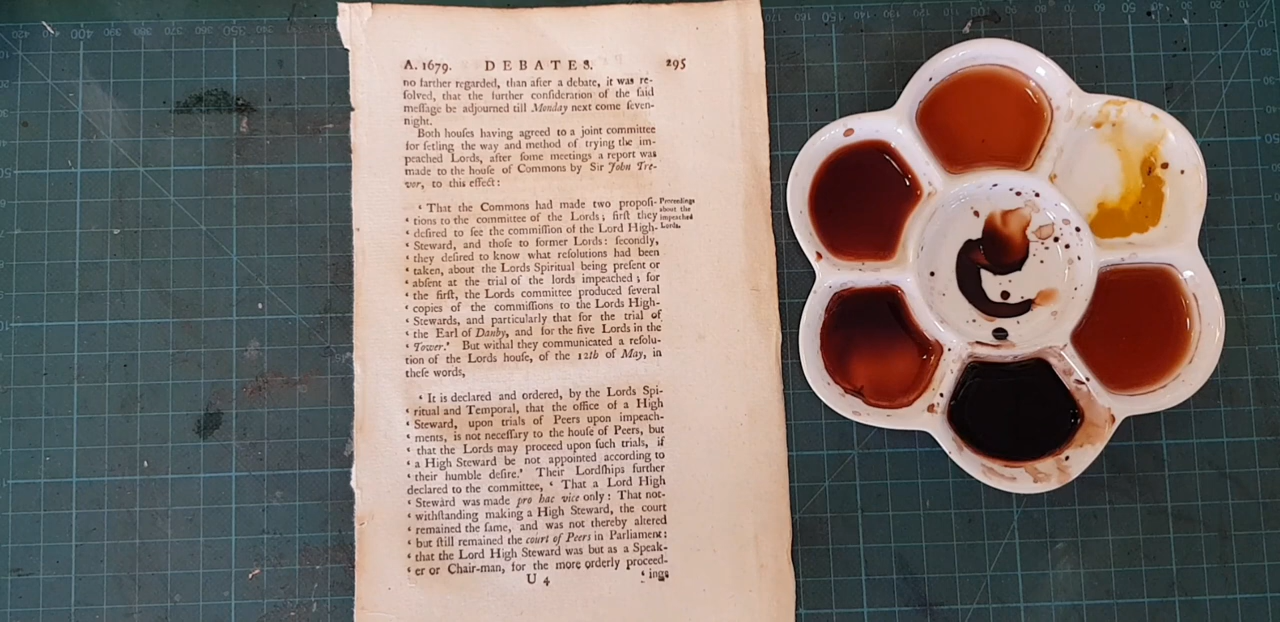 A. 1679. DEBATES. 295
no farther regarded, than after a debate, it was re-
ſolved, that the further conſideration of the ſaid
meſſage be adjourned till Monday next come ſeven-
night.
Both houſes having agreed to a joint committee
for ſetling the way and method of trying the im-
peached Lords, after ſome meetings a report was
made to the houſe of Commons by Sir John Tre-
vor, to this effect:
‘ That the Commons had made two propoſi-
‘ tions to the committee of the Lords; firſt they
‘ deſired to ſee the commiſſion of the Lord High-
‘ Steward, and thoſe to former Lords: ſecondly,
‘ they deſired to know what reſolutions had been
‘ taken, about the Lords Spiritual being preſent or
‘ abſent at the trial of the lords impeached; for
‘ the firſt, the Lords committee produced ſeveral
‘ copies of the commiſſions to the Lords High-
‘ Stewards, and particularly that for the trial of
‘ the Earl of Danby, and for the five Lords in the
‘ Tower.’ But withal they communicated a reſolu-
tion of the Lords houſe, of the 12th of May, in
theſe words,
Proceedings
about the
impeached
Lords.
‘ It is declared and ordered, by the Lords Spi-
‘ ritual and Temporal, that the office of a High
‘ Steward, upon trials of Peers upon impeach-
‘ ments, is not neceſſary to the houſe of Peers, but
‘ that the Lords may proceed upon ſuch trials, if
‘ a High Steward be not appointed according to
‘ their humble deſire.’ Their Lordſhips further
declared to the committee, ‘ That a Lord High
‘ Steward was made pro hac vice only: That not-
‘ withſtanding making a High Steward, the court
‘ remained the ſame, and was not thereby altered
‘ but ſtill remained the court of Peers in Parliament:
‘ that the Lord High Steward was but as a Speak-
‘ er or Chair-man, for the more orderly proceed-
U 4 ‘ ings